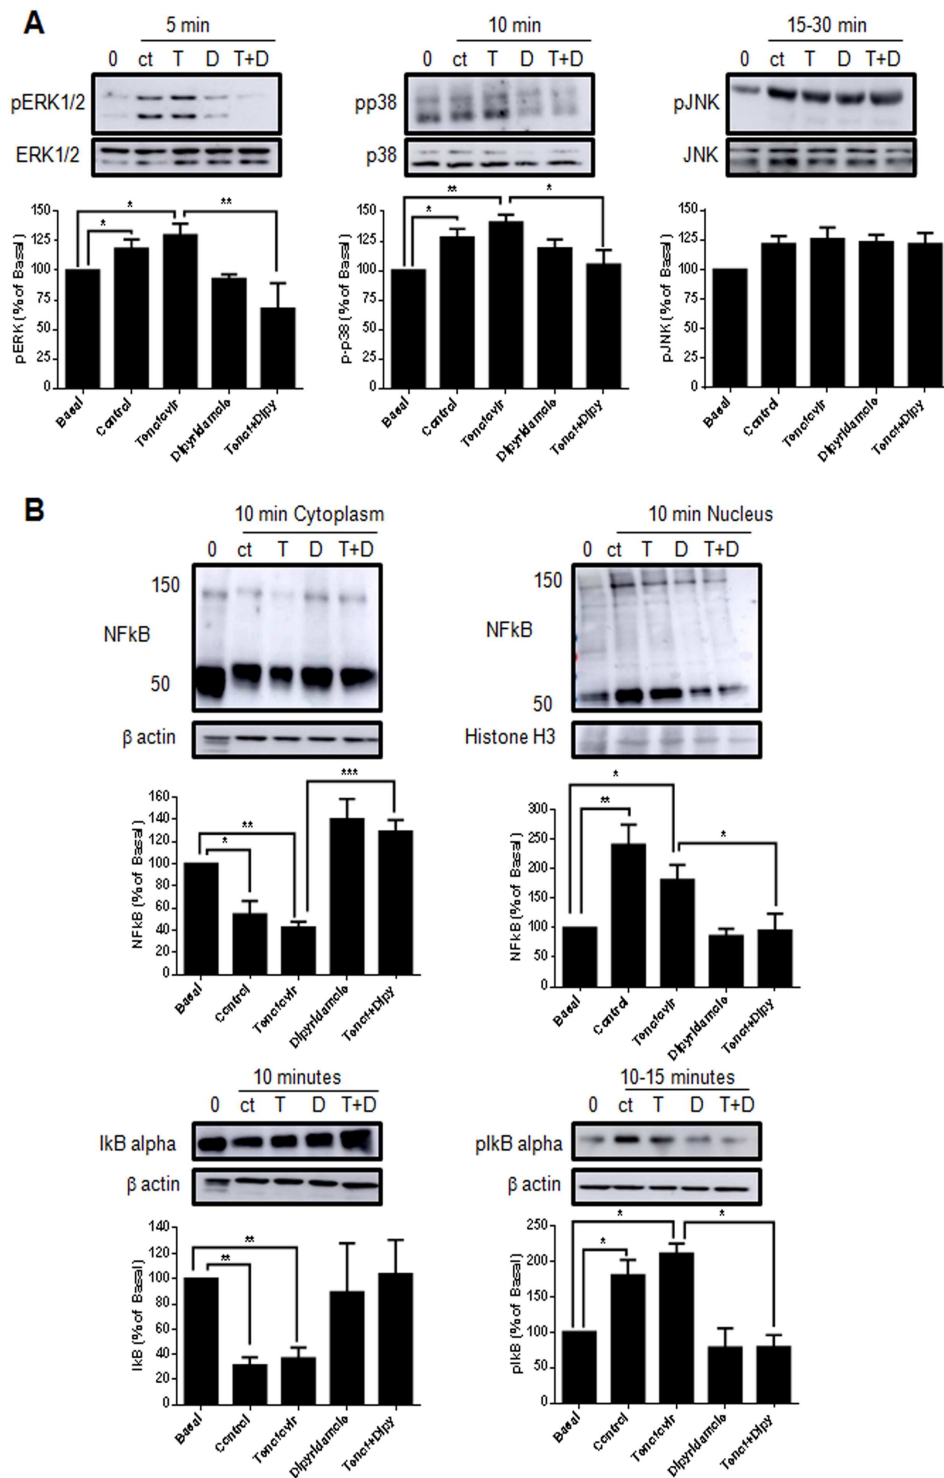 A
5 min
0 ct T D T+D
pERK1/2
ERK1/2
* **
*
150
125
100
75
50
25
0
pERK (% of Basal)
Basal Control Tenofovir Dipyridamole Tenof+Dipy
10 min
0 ct T D T+D
pp38
p38
** *
*
150
125
100
75
50
25
0
p-p38 (% of Basal)
Basal Control Tenofovir Dipyridamole Tenof+Dipy
15-30 min
0 ct T D T+D
pJNK
JNK
150
125
100
75
50
25
0
pJNK (% of Basal)
Basal Control Tenofovir Dipyridamole Tenof+Dipy
B
10 min Cytoplasm
0 ct T D T+D
150
NFkB
50
β actin
***
**
*
160
140
120
100
80
60
40
20
0
NFkB (% of Basal)
Basal Control Tenofovir Dipyridamole Tenof+Dipy
10 min Nucleus
0 ct T D T+D
150
NFkB
50
Histone H3
*
**
*
300
250
200
150
100
50
0
NFkB (% of Basal)
Basal Control Tenofovir Dipyridamole Tenof+Dipy
10 minutes
0 ct T D T+D
IkB alpha
β actin
**
**
140
120
100
80
60
40
20
0
IkB (% of Basal)
Basal Control Tenofovir Dipyridamole Tenof+Dipy
10-15 minutes
0 ct T D T+D
pIkB alpha
β actin
* *
*
250
200
150
100
50
0
pIkB (% of Basal)
Basal Control Tenofovir Dipyridamole Tenof+Dipy